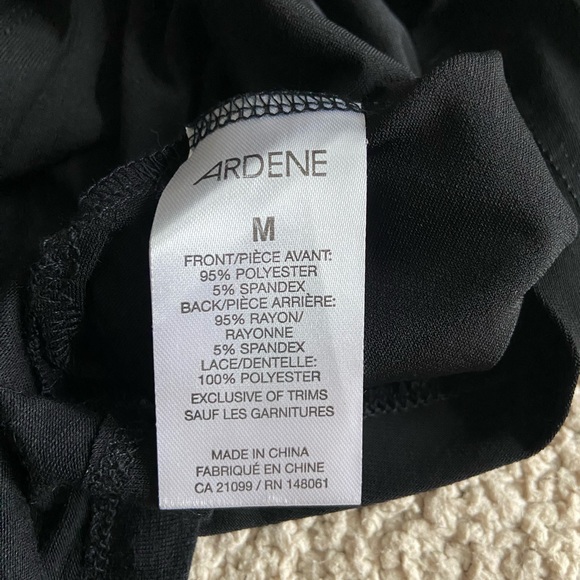 ARDENE
M
FRONT/PIÈCE AVANT:
95% POLYESTER
5% SPANDEX
BACK/PIÈCE ARRIÈRE:
95% RAYON/
RAYONNE
5% SPANDEX
LACE/DENTELLE:
100% POLYESTER
EXCLUSIVE OF TRIMS
SAUF LES GARNITURES
MADE IN CHINA
FABRIQUÉ EN CHINE
CA 21099 / RN 148061